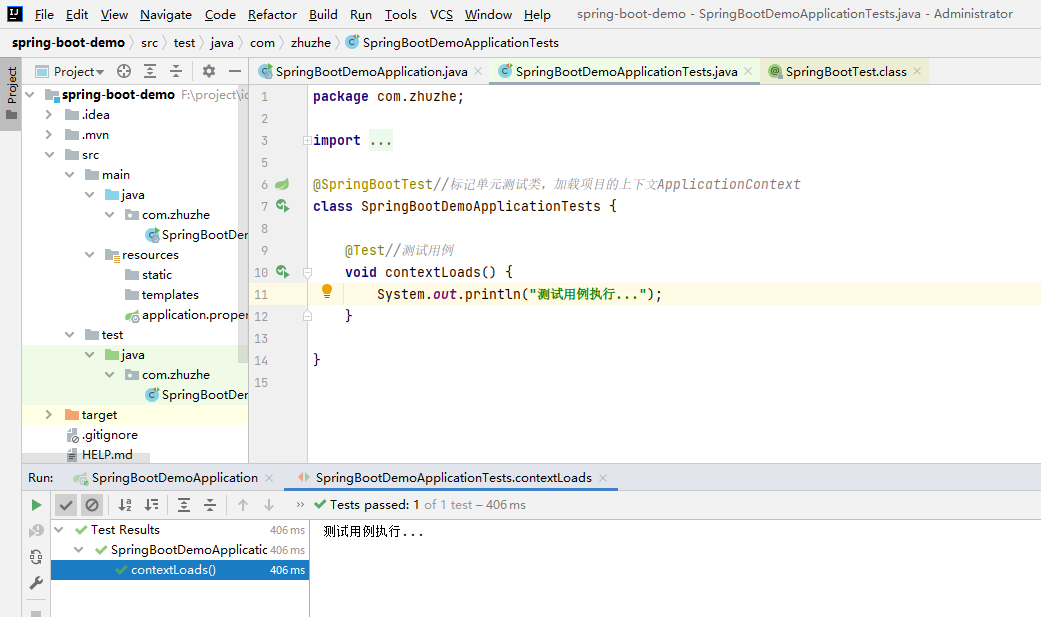 File Edit View Navigate Code Refactor Build Run Tools VCS Window Help spring-boot-demo - SpringBootDemoApplicationTests.java - Administrator
spring-boot-demo src test java com zhuzhe SpringBootDemoApplicationTests
Project SpringBootDemoApplication.java SpringBootDemoApplicationTests.java SpringBootTest.class
Project
spring-boot-demo F:\project\ic
.idea
.mvn
src
main
java
com.zhuzhe
SpringBootDer
resources
static
templates
application.proper
test
java
com.zhuzhe
SpringBootDer
target
.gitignore
HELP.md
1 package com.zhuzhe;
2
3 import ...
5
6 @SpringBootTest//标记单元测试类，加载项目的上下文ApplicationContext
7 class SpringBootDemoApplicationTests {
8
9 @Test//测试用例
10 void contextLoads() {
11 System.out.println("测试用例执行...");
12 }
13
14 }
15
Run: SpringBootDemoApplication SpringBootDemoApplicationTests.contextLoads
Tests passed: 1 of 1 test – 406 ms
Test Results 406 ms
SpringBootDemoApplicatic 406 ms
contextLoads() 406 ms
测试用例执行...